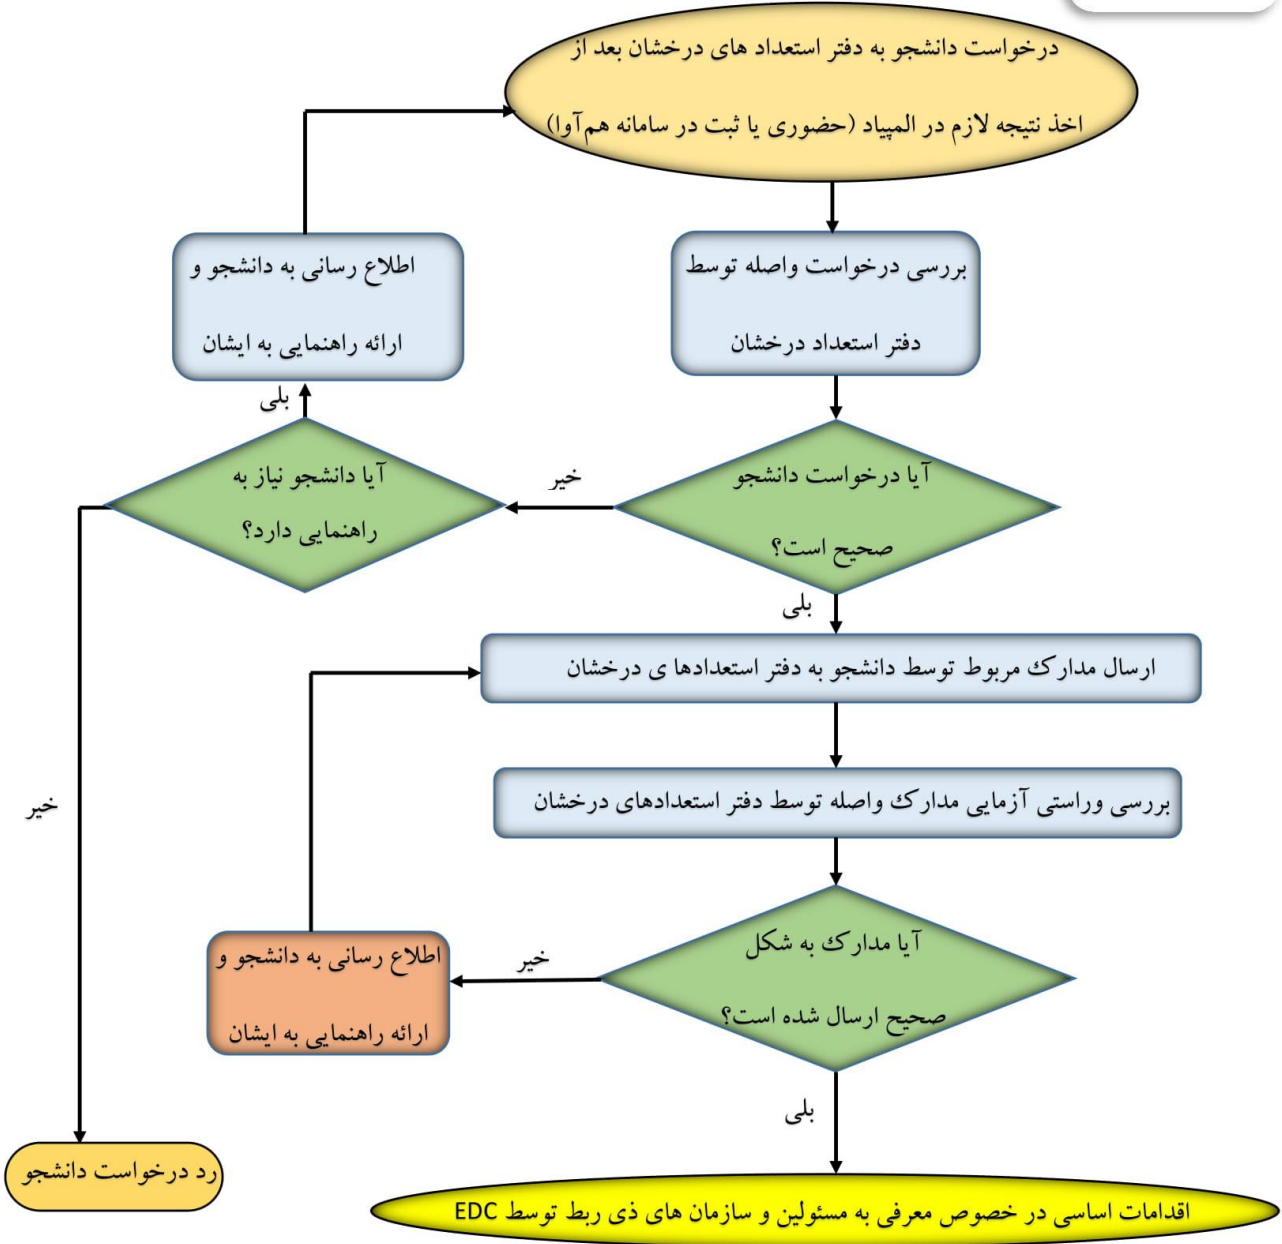 درخواست دانشجو به دفتر استعداد های درخشان بعد از
اخذ نتیجه لازم در المپیاد (حضوری یا ثبت در سامانه هم‌آوا)
بررسی درخواست واصله توسط
دفتر استعداد درخشان
اطلاع رسانی به دانشجو و
ارائه راهنمایی به ایشان
بلی
آیا درخواست دانشجو
صحیح است؟
خیر
آیا دانشجو نیاز به
راهنمایی دارد؟
بلی
ارسال مدارک مربوط توسط دانشجو به دفتر استعدادها ی درخشان
بررسی وراستی آزمایی مدارک واصله توسط دفتر استعدادهای درخشان
خیر
آیا مدارک به شکل
صحیح ارسال شده است؟
خیر
اطلاع رسانی به دانشجو و
ارائه راهنمایی به ایشان
بلی
رد درخواست دانشجو
اقدامات اساسی در خصوص معرفی به مسئولین و سازمان های ذی ربط توسط EDC